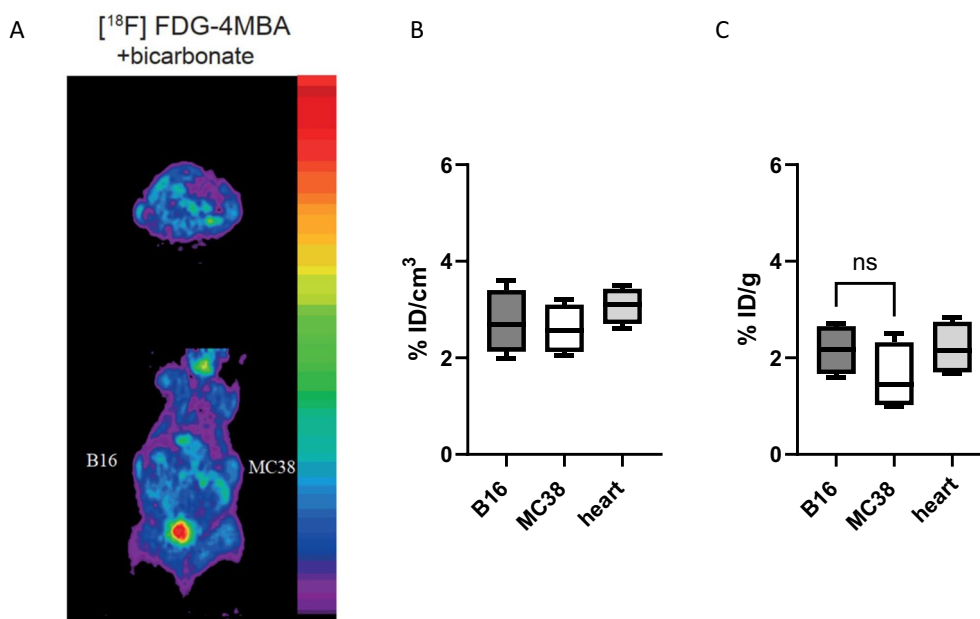 A
[¹⁸F] FDG-4MBA
+bicarbonate
B16
MC38
B
% ID/cm³
6
4
2
0
B16
MC38
heart
C
% ID/g
6
4
2
0
ns
B16
MC38
heart